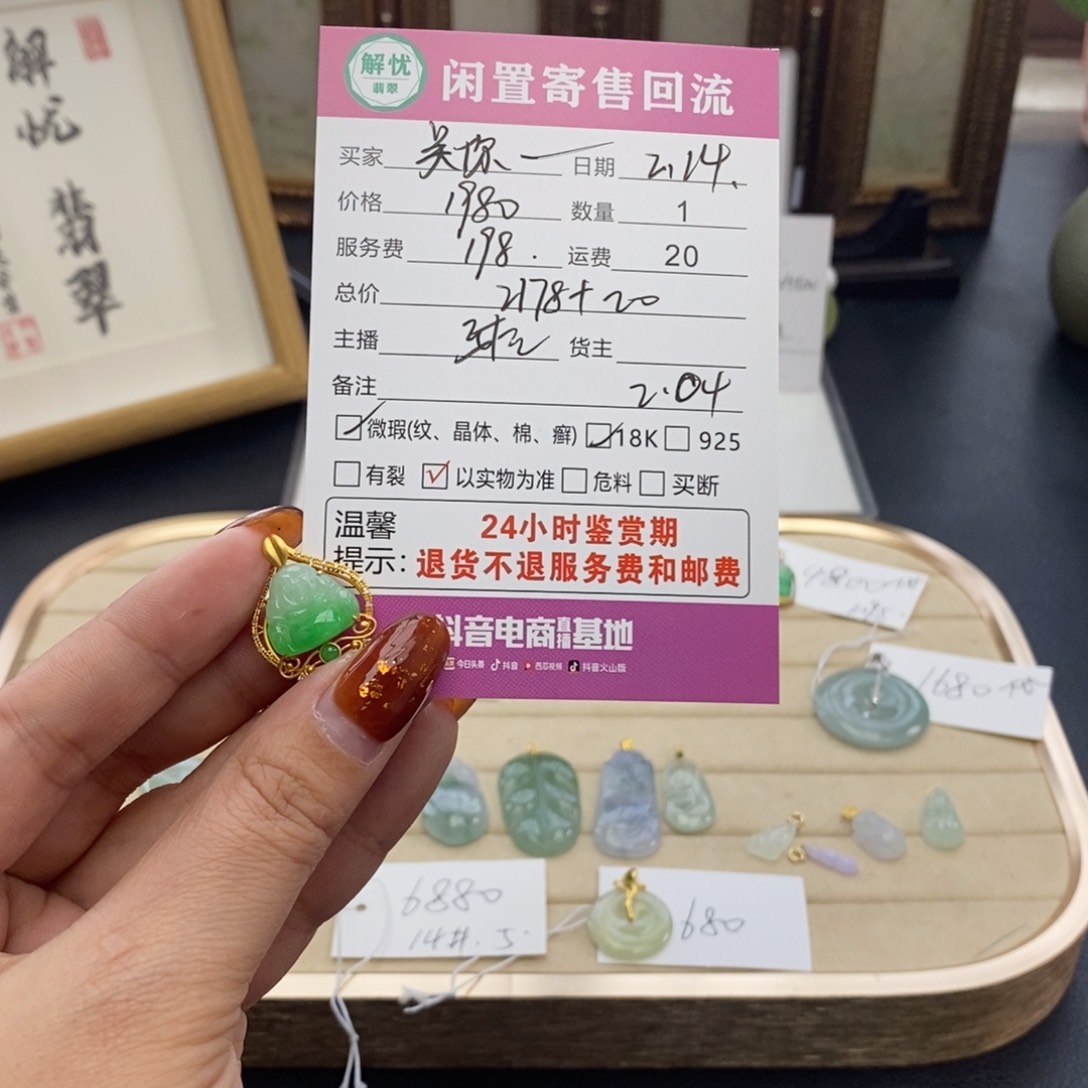 解忧
翡翠
解忧
翡翠
闲置寄售回流
买家 吴琼一 日期 2.14.
价格 1980 数量 1
服务费 198. 运费 20
总价 2178+20
主播 货主
备注 2.04
微瑕(纹、晶体、棉、癣) 18K 925
有裂 以实物为准 危料 买断
温馨 24小时鉴赏期
提示: 退货不退服务费和邮费
抖音电商直播基地
今日头条 抖音 西瓜视频 抖音火山版
1680
6880
14#.5.
680